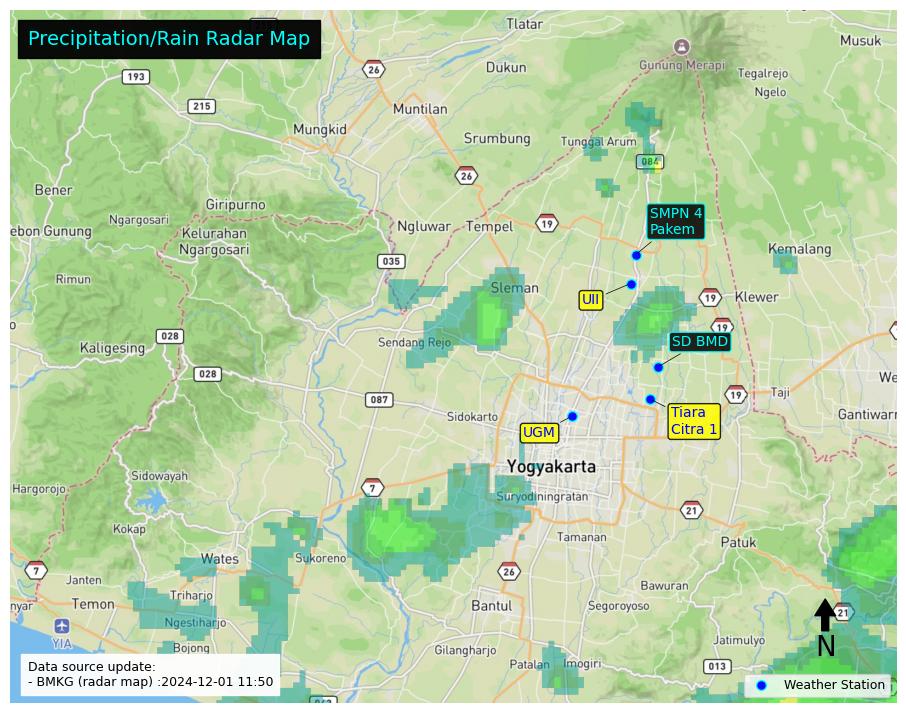 Precipitation/Rain Radar Map
Tlatar
Musuk
26
193
Dukun
Gunung Merapi
Tegalrejo
Ngelo
215
Muntilan
Mungkid
Srumbung
Tunggal Arum
084
26
Bener
Giripurno
Ngargosari
ebon Gunung
Kelurahan
Ngargosari
Ngluwar
Tempel
19
SMPN 4
Pakem
Kemalang
035
Rimun
Sleman
UII
19
Klewer
19
028
Kaligesing
Sendang Rejo
SD BMD
028
We
087
19
Taji
Sidokarto
Tiara
Citra 1
Gantiwarn
UGM
Yogyakarta
Sidowayah
7
Hargorojo
Suryodiningratan
21
Kokap
Tamanan
Patuk
Wates
Sukoreno
7
Janten
26
Bawuran
nyar
Temon
Triharjo
Bantul
Segoroyoso
21
Ngestiharjo
YIA
N
Bojong
Gilangharjo
Jatimulyo
Patalan
Imogiri
013
Data source update:
- BMKG (radar map) :2024-12-01 11:50
Weather Station